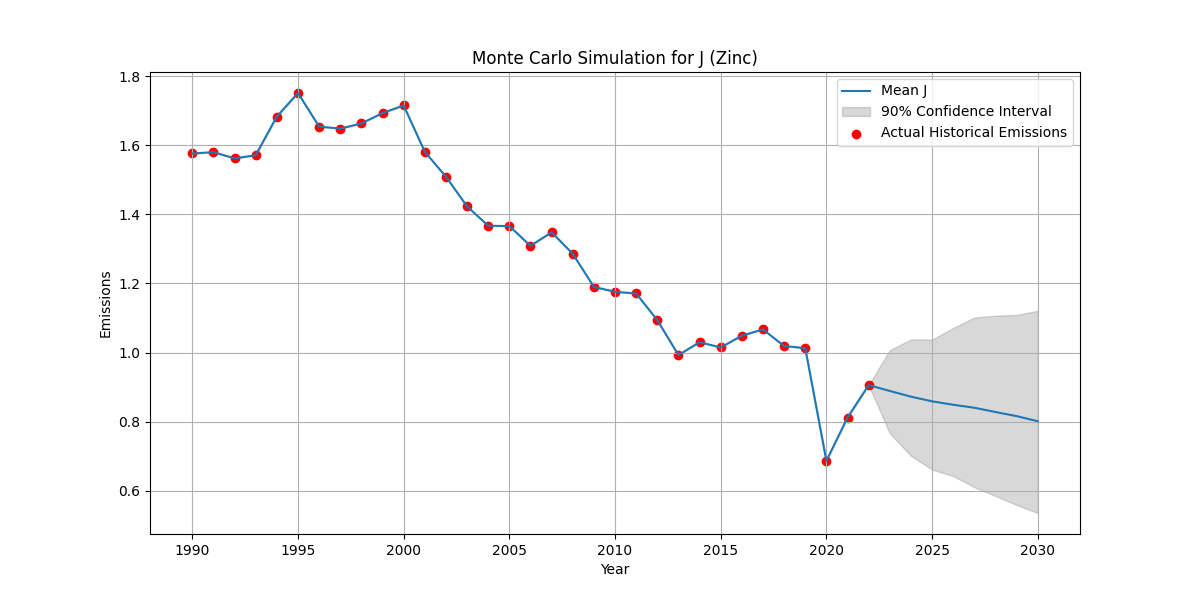 Monte Carlo Simulation for J (Zinc)
Mean J
90% Confidence Interval
Actual Historical Emissions
1.8
1.6
1.4
1.2
1.0
0.8
0.6
Emissions
1990 1995 2000 2005 2010 2015 2020 2025 2030
Year